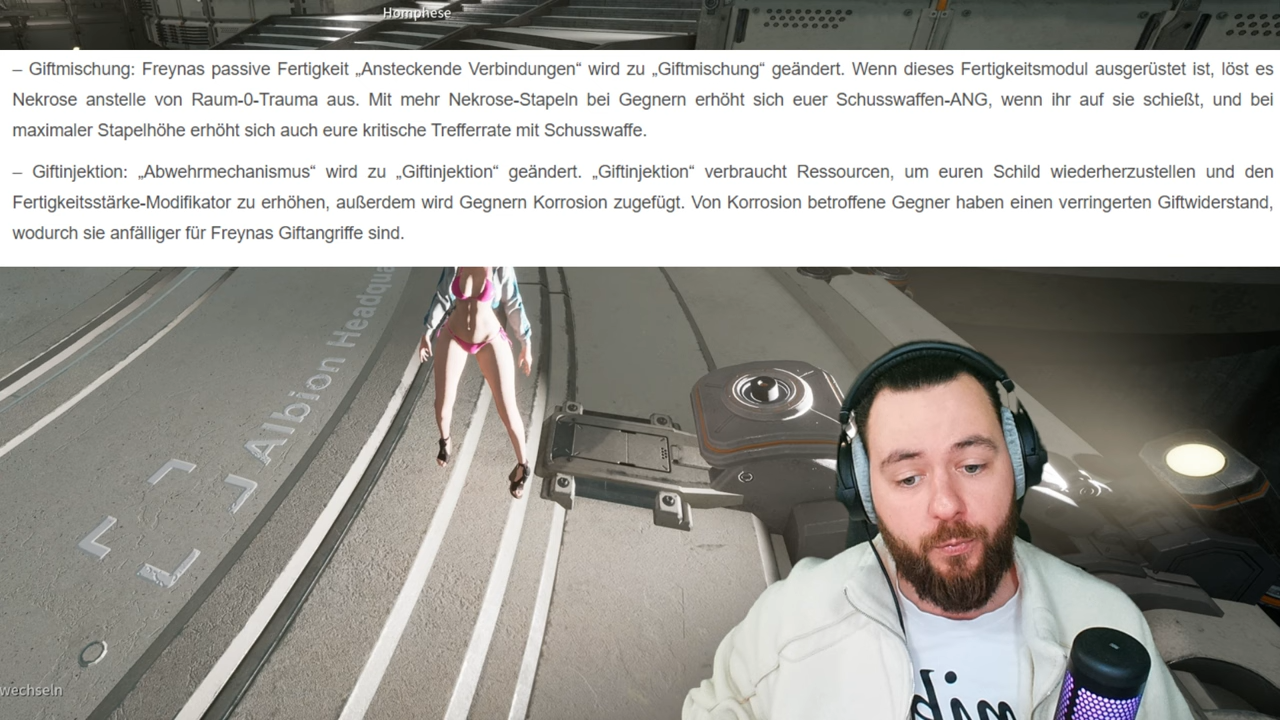 Homphese
– Giftmischung: Freynas passive Fertigkeit „Ansteckende Verbindungen“ wird zu „Giftmischung“ geändert. Wenn dieses Fertigkeitsmodul ausgerüstet ist, löst es
Nekrose anstelle von Raum-0-Trauma aus. Mit mehr Nekrose-Stapeln bei Gegnern erhöht sich euer Schusswaffen-ANG, wenn ihr auf sie schießt, und bei
maximaler Stapelhöhe erhöht sich auch eure kritische Trefferrate mit Schusswaffe.
– Giftinjektion: „Abwehrmechanismus“ wird zu „Giftinjektion“ geändert. „Giftinjektion“ verbraucht Ressourcen, um euren Schild wiederherzustellen und den
Fertigkeitsstärke-Modifikator zu erhöhen, außerdem wird Gegnern Korrosion zugefügt. Von Korrosion betroffene Gegner haben einen verringerten Giftwiderstand,
wodurch sie anfälliger für Freynas Giftangriffe sind.
Albion Headqua
wechseln